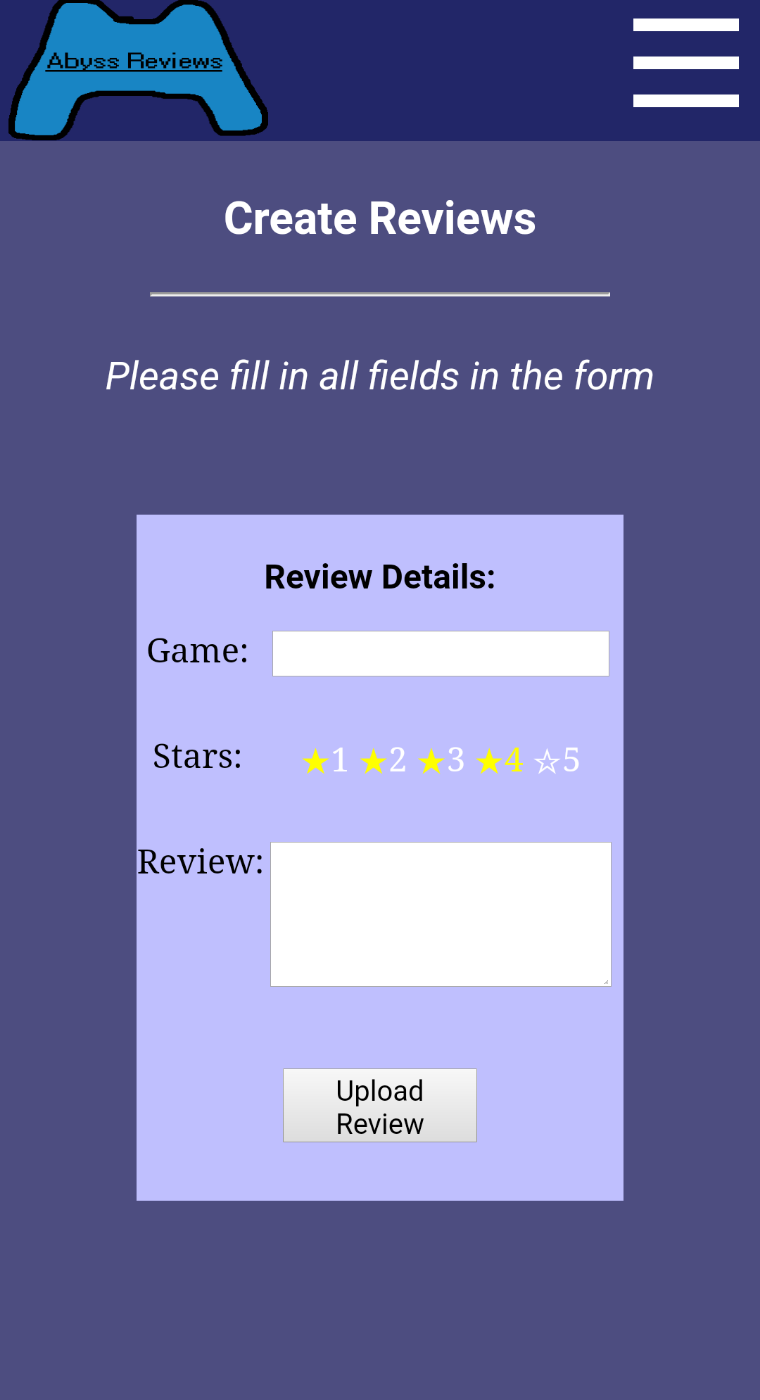 Abyss Reviews
Create Reviews
Please fill in all fields in the form
Review Details:
Game:
Stars: ★1 ★2 ★3 ★4 ☆5
Review:
Upload
Review